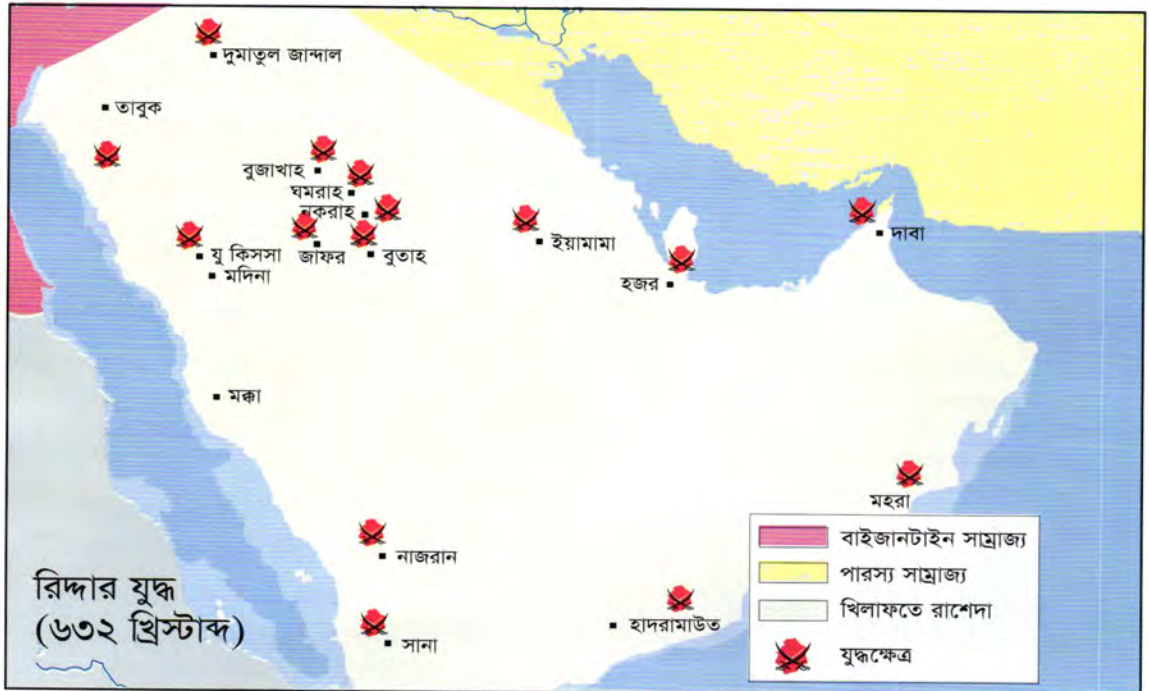 দুমাতুল জান্দাল
তাবুক
বুজাখাহ
ঘমরাহ
নকরাহ
যু কিসসা
জাফর
বুতাহ
মদিনা
ইয়ামামা
হজর
দাবা
মক্কা
মহরা
নাজরান
সানা
হাদরামাউত
রিদ্দার যুদ্ধ
(৬৩২ খ্রিস্টাব্দ)
বাইজানটাইন সাম্রাজ্য
পারস্য সাম্রাজ্য
খিলাফতে রাশেদা
যুদ্ধক্ষেত্র